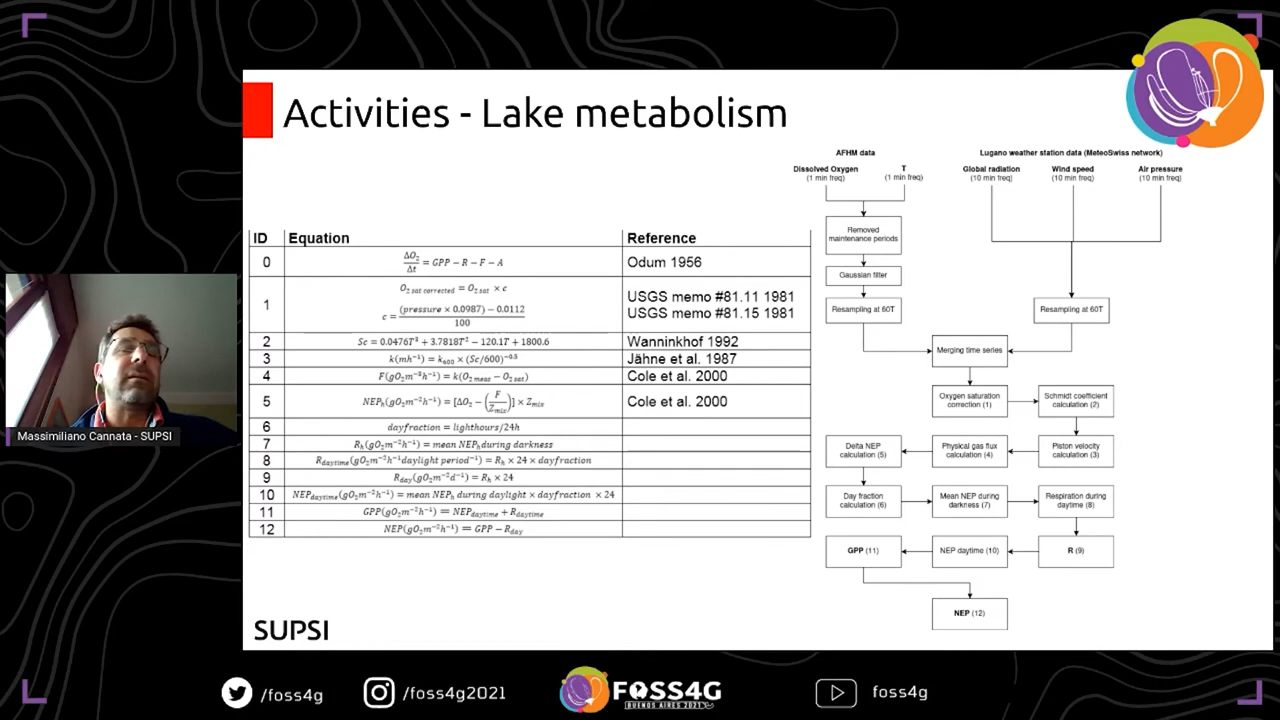 Activities - Lake metabolism
ID Equation Reference
0 ΔO₂/Δt = GPP − R − F − A Odum 1956
1 O₂ sat corrected = O₂ sat × c USGS memo #81.11 1981
c = (pressure × 0.0987) − 0.0112 / 100 USGS memo #81.15 1981
2 Sc = 0.0476T³ + 3.7818T² − 120.1T + 1800.6 Wanninkhof 1992
3 k(mh⁻¹) = k₆₀₀ × (Sc/600)⁻⁰·⁵ Jähne et al. 1987
4 F(gO₂m⁻²h⁻¹) = k(O₂ meas − O₂ sat) Cole et al. 2000
5 NEPₕ(gO₂m⁻²h⁻¹) = [ΔO₂ − (F/Zmix)] × Zmix Cole et al. 2000
6 dayfraction = lighthours/24h
7 Rₕ(gO₂m⁻²h⁻¹) = mean NEPₕ during darkness
8 Rdaytime(gO₂m⁻²h⁻¹daylight period⁻¹) = Rₕ × 24 × dayfraction
9 Rday(gO₂m⁻²d⁻¹) = Rₕ × 24
10 NEPdaytime(gO₂m⁻²h⁻¹) = mean NEPₕ during daylight × dayfraction × 24
11 GPP(gO₂m⁻²h⁻¹) = NEPdaytime + Rdaytime
12 NEP(gO₂m⁻²h⁻¹) = GPP − Rday
AFHM data
Dissolved Oxygen
(1 min freq)
T
(1 min freq)
Lugano weather station data (MeteoSwiss network)
Global radiation
(10 min freq)
Wind speed
(10 min freq)
Air pressure
(10 min freq)
Removed
maintenance periods
Gaussian filter
Resampling at 60T
Resampling at 60T
Merging time series
Oxygen saturation
correction (1)
Schmidt coefficient
calculation (2)
Delta NEP
calculation (5)
Physical gas flux
calculation (4)
Piston velocity
calculation (3)
Day fraction
calculation (6)
Mean NEP during
darkness (7)
Respiration during
daytime (8)
GPP (11)
NEP daytime (10)
R (9)
NEP (12)
Massimiliano Cannata - SUPSI
SUPSI
/foss4g
/foss4g2021
FOSS4G
BUENOS AIRES 2021
foss4g